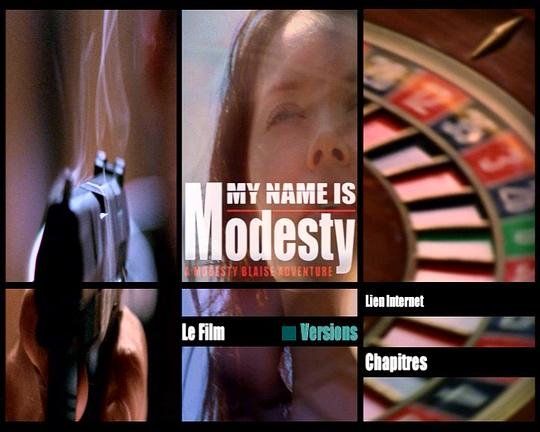 MY NAME IS
Modesty
A MODESTY BLAISE ADVENTURE
Le Film
Versions
Lien Internet
Chapitres